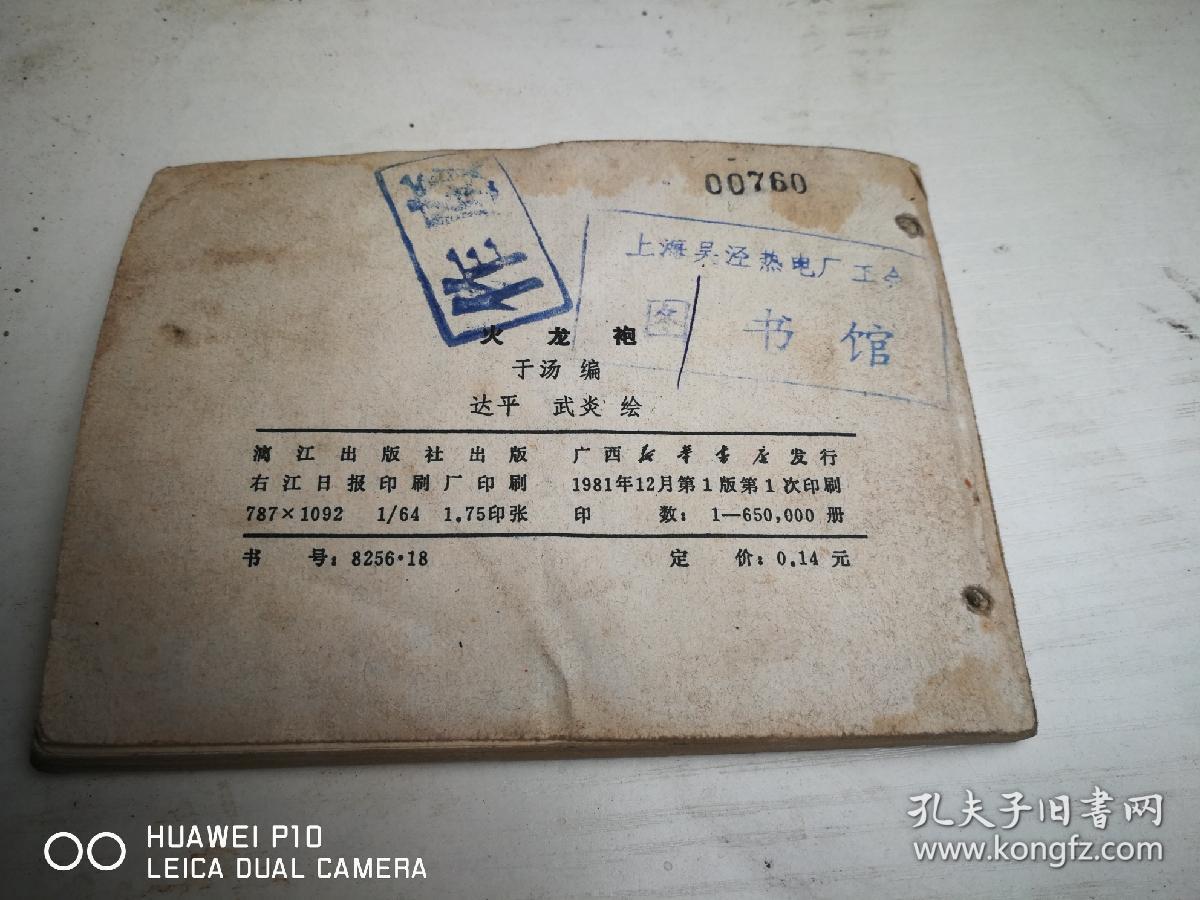 00760
作
上海吴泾热电厂工会
图书馆
火龙袍
于汤 编
达平 武炎 绘
漓江出版社出版 广西新华书店发行
右江日报印刷厂印刷 1981年12月第1版第1次印刷
787×1092 1/64 1.75印张 印 数：1—650,000 册
书 号：8256·18 定 价：0.14 元
HUAWEI P10
LEICA DUAL CAMERA
孔夫子旧书网
www.kongfz.com